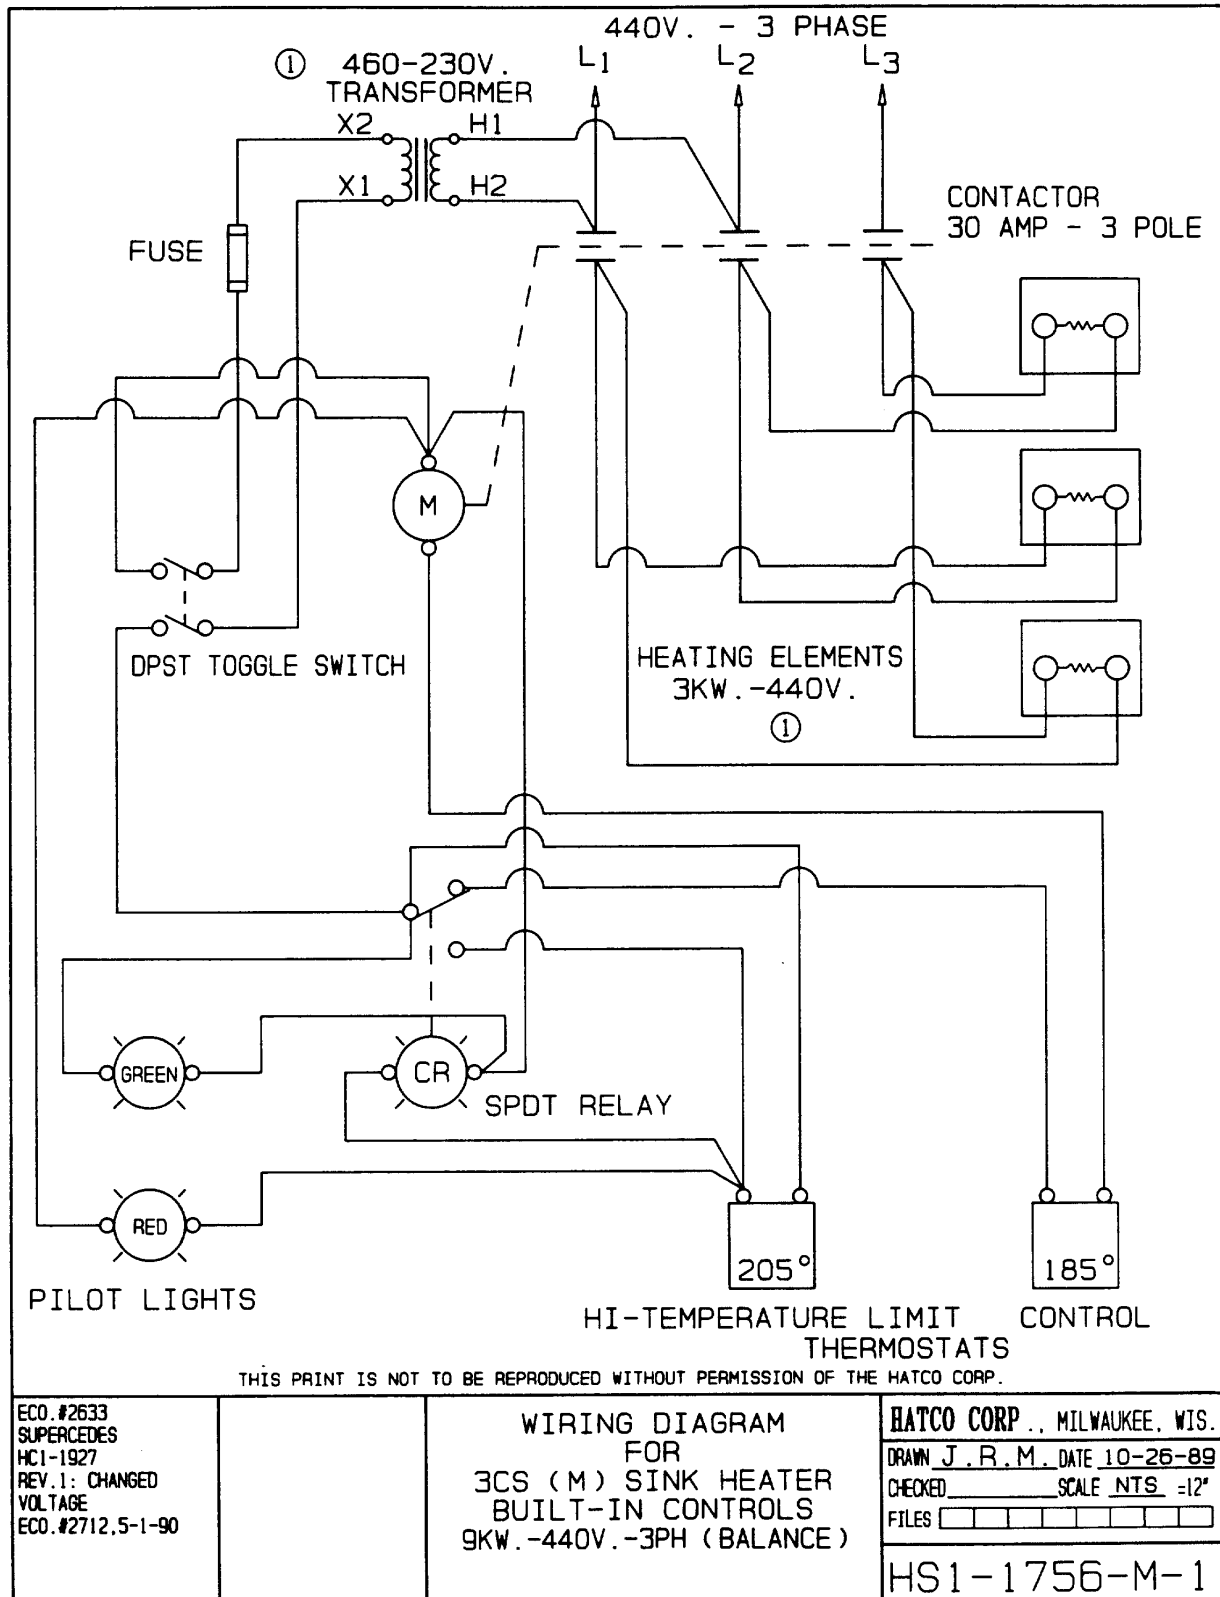 440V. - 3 PHASE
① 460-230V.
TRANSFORMER
L1
L2
L3
X2
H1
X1
H2
CONTACTOR
30 AMP - 3 POLE
FUSE
M
DPST TOGGLE SWITCH
HEATING ELEMENTS
3KW.-440V.
①
GREEN
CR
SPDT RELAY
RED
205°
185°
PILOT LIGHTS
HI-TEMPERATURE LIMIT
CONTROL
THERMOSTATS
THIS PRINT IS NOT TO BE REPRODUCED WITHOUT PERMISSION OF THE HATCO CORP.
ECO.#2633
SUPERCEDES
HC1-1927
REV.1: CHANGED
VOLTAGE
ECO.#2712,5-1-90
WIRING DIAGRAM
FOR
3CS (M) SINK HEATER
BUILT-IN CONTROLS
9KW.-440V.-3PH (BALANCE)
HATCO CORP., MILWAUKEE, WIS.
DRAWN J.R.M. DATE 10-26-89
CHECKED SCALE NTS =12"
FILES
HS1-1756-M-1